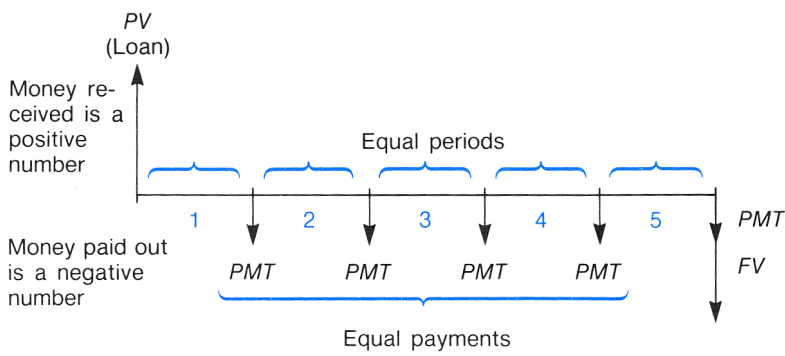 PV
(Loan)
Money re-
ceived is a
positive
number
Equal periods
1 2 3 4 5
PMT
Money paid out
is a negative
number
PMT PMT PMT PMT
FV
Equal payments